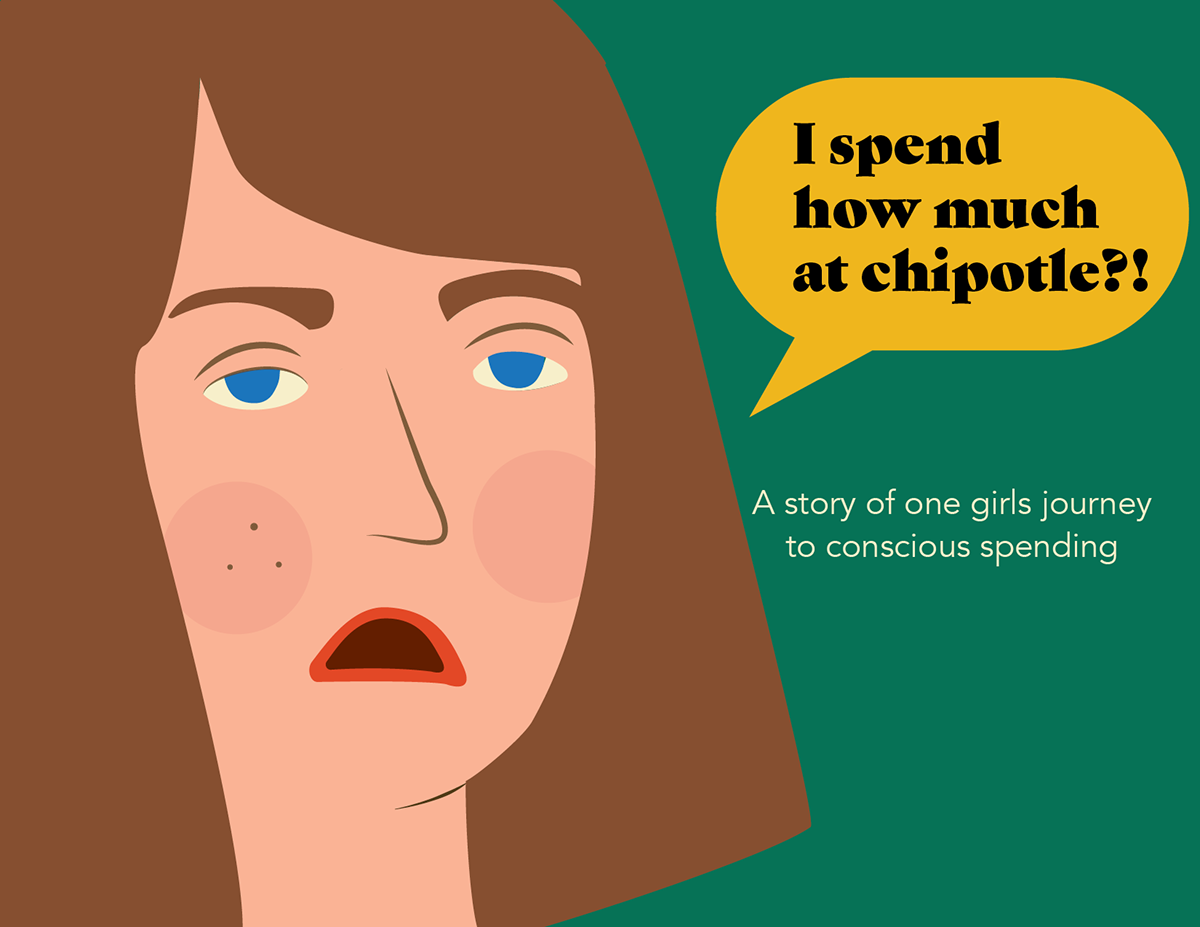 I spend
how much
at chipotle?!
A story of one girls journey
to conscious spending